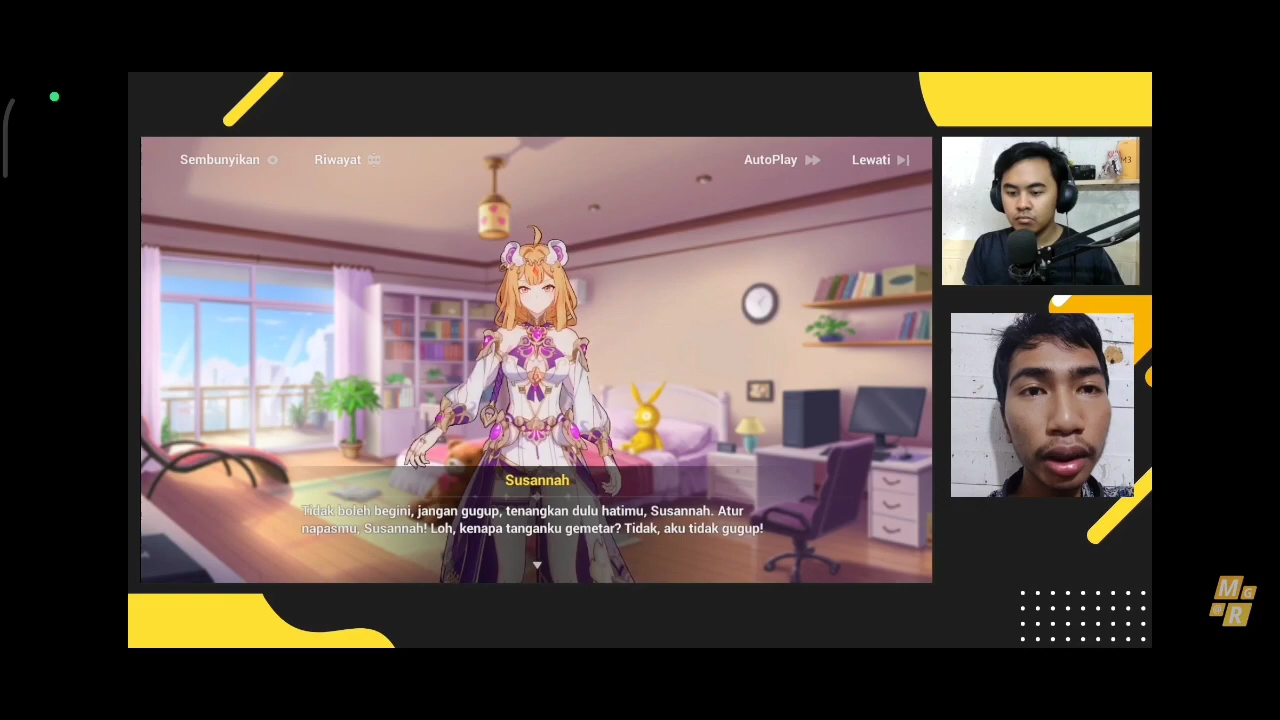 Sembunyikan
Riwayat
AutoPlay
Lewati
M3
Susannah
Tidak boleh begini, jangan gugup, tenangkan dulu hatimu, Susannah. Atur
napasmu, Susannah! Loh, kenapa tanganku gemetar? Tidak, aku tidak gugup!
M G
R